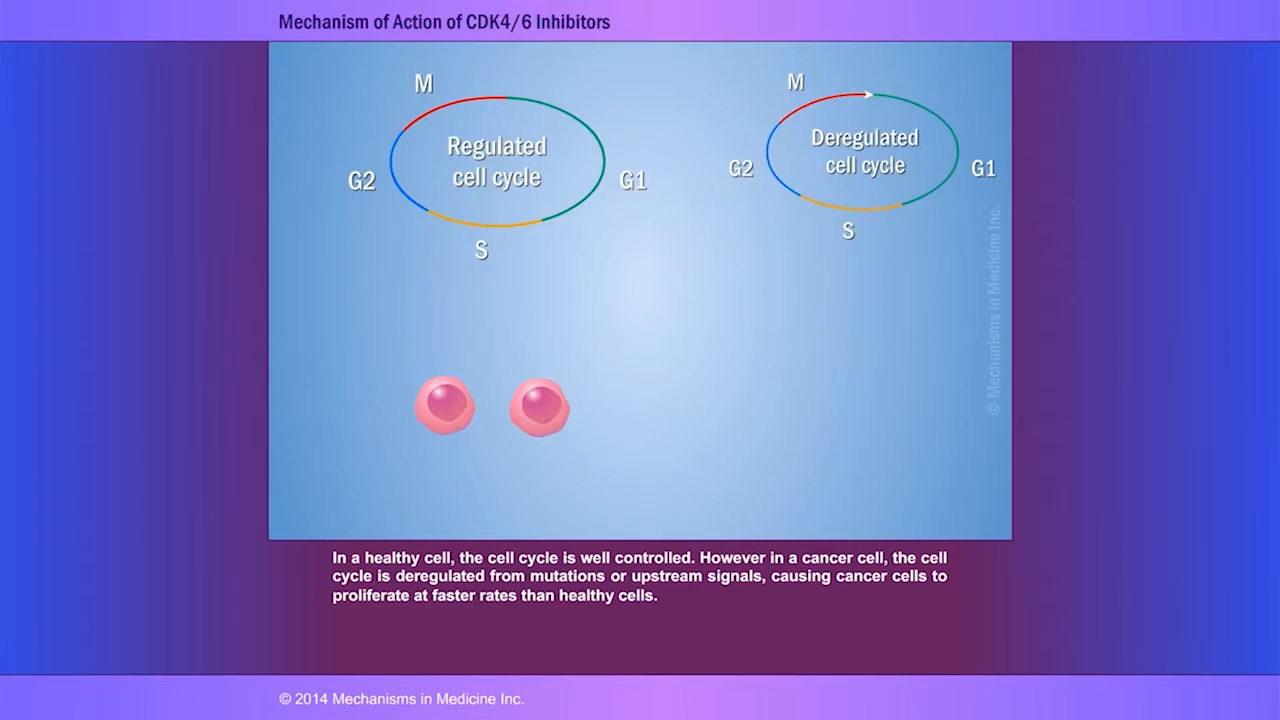 Mechanism of Action of CDK4/6 Inhibitors
M
Regulated
cell cycle
G2
G1
S
M
Deregulated
cell cycle
G2
G1
S
© Mechanisms in Medicine Inc.
In a healthy cell, the cell cycle is well controlled. However in a cancer cell, the cell
cycle is deregulated from mutations or upstream signals, causing cancer cells to
proliferate at faster rates than healthy cells.
© 2014 Mechanisms in Medicine Inc.